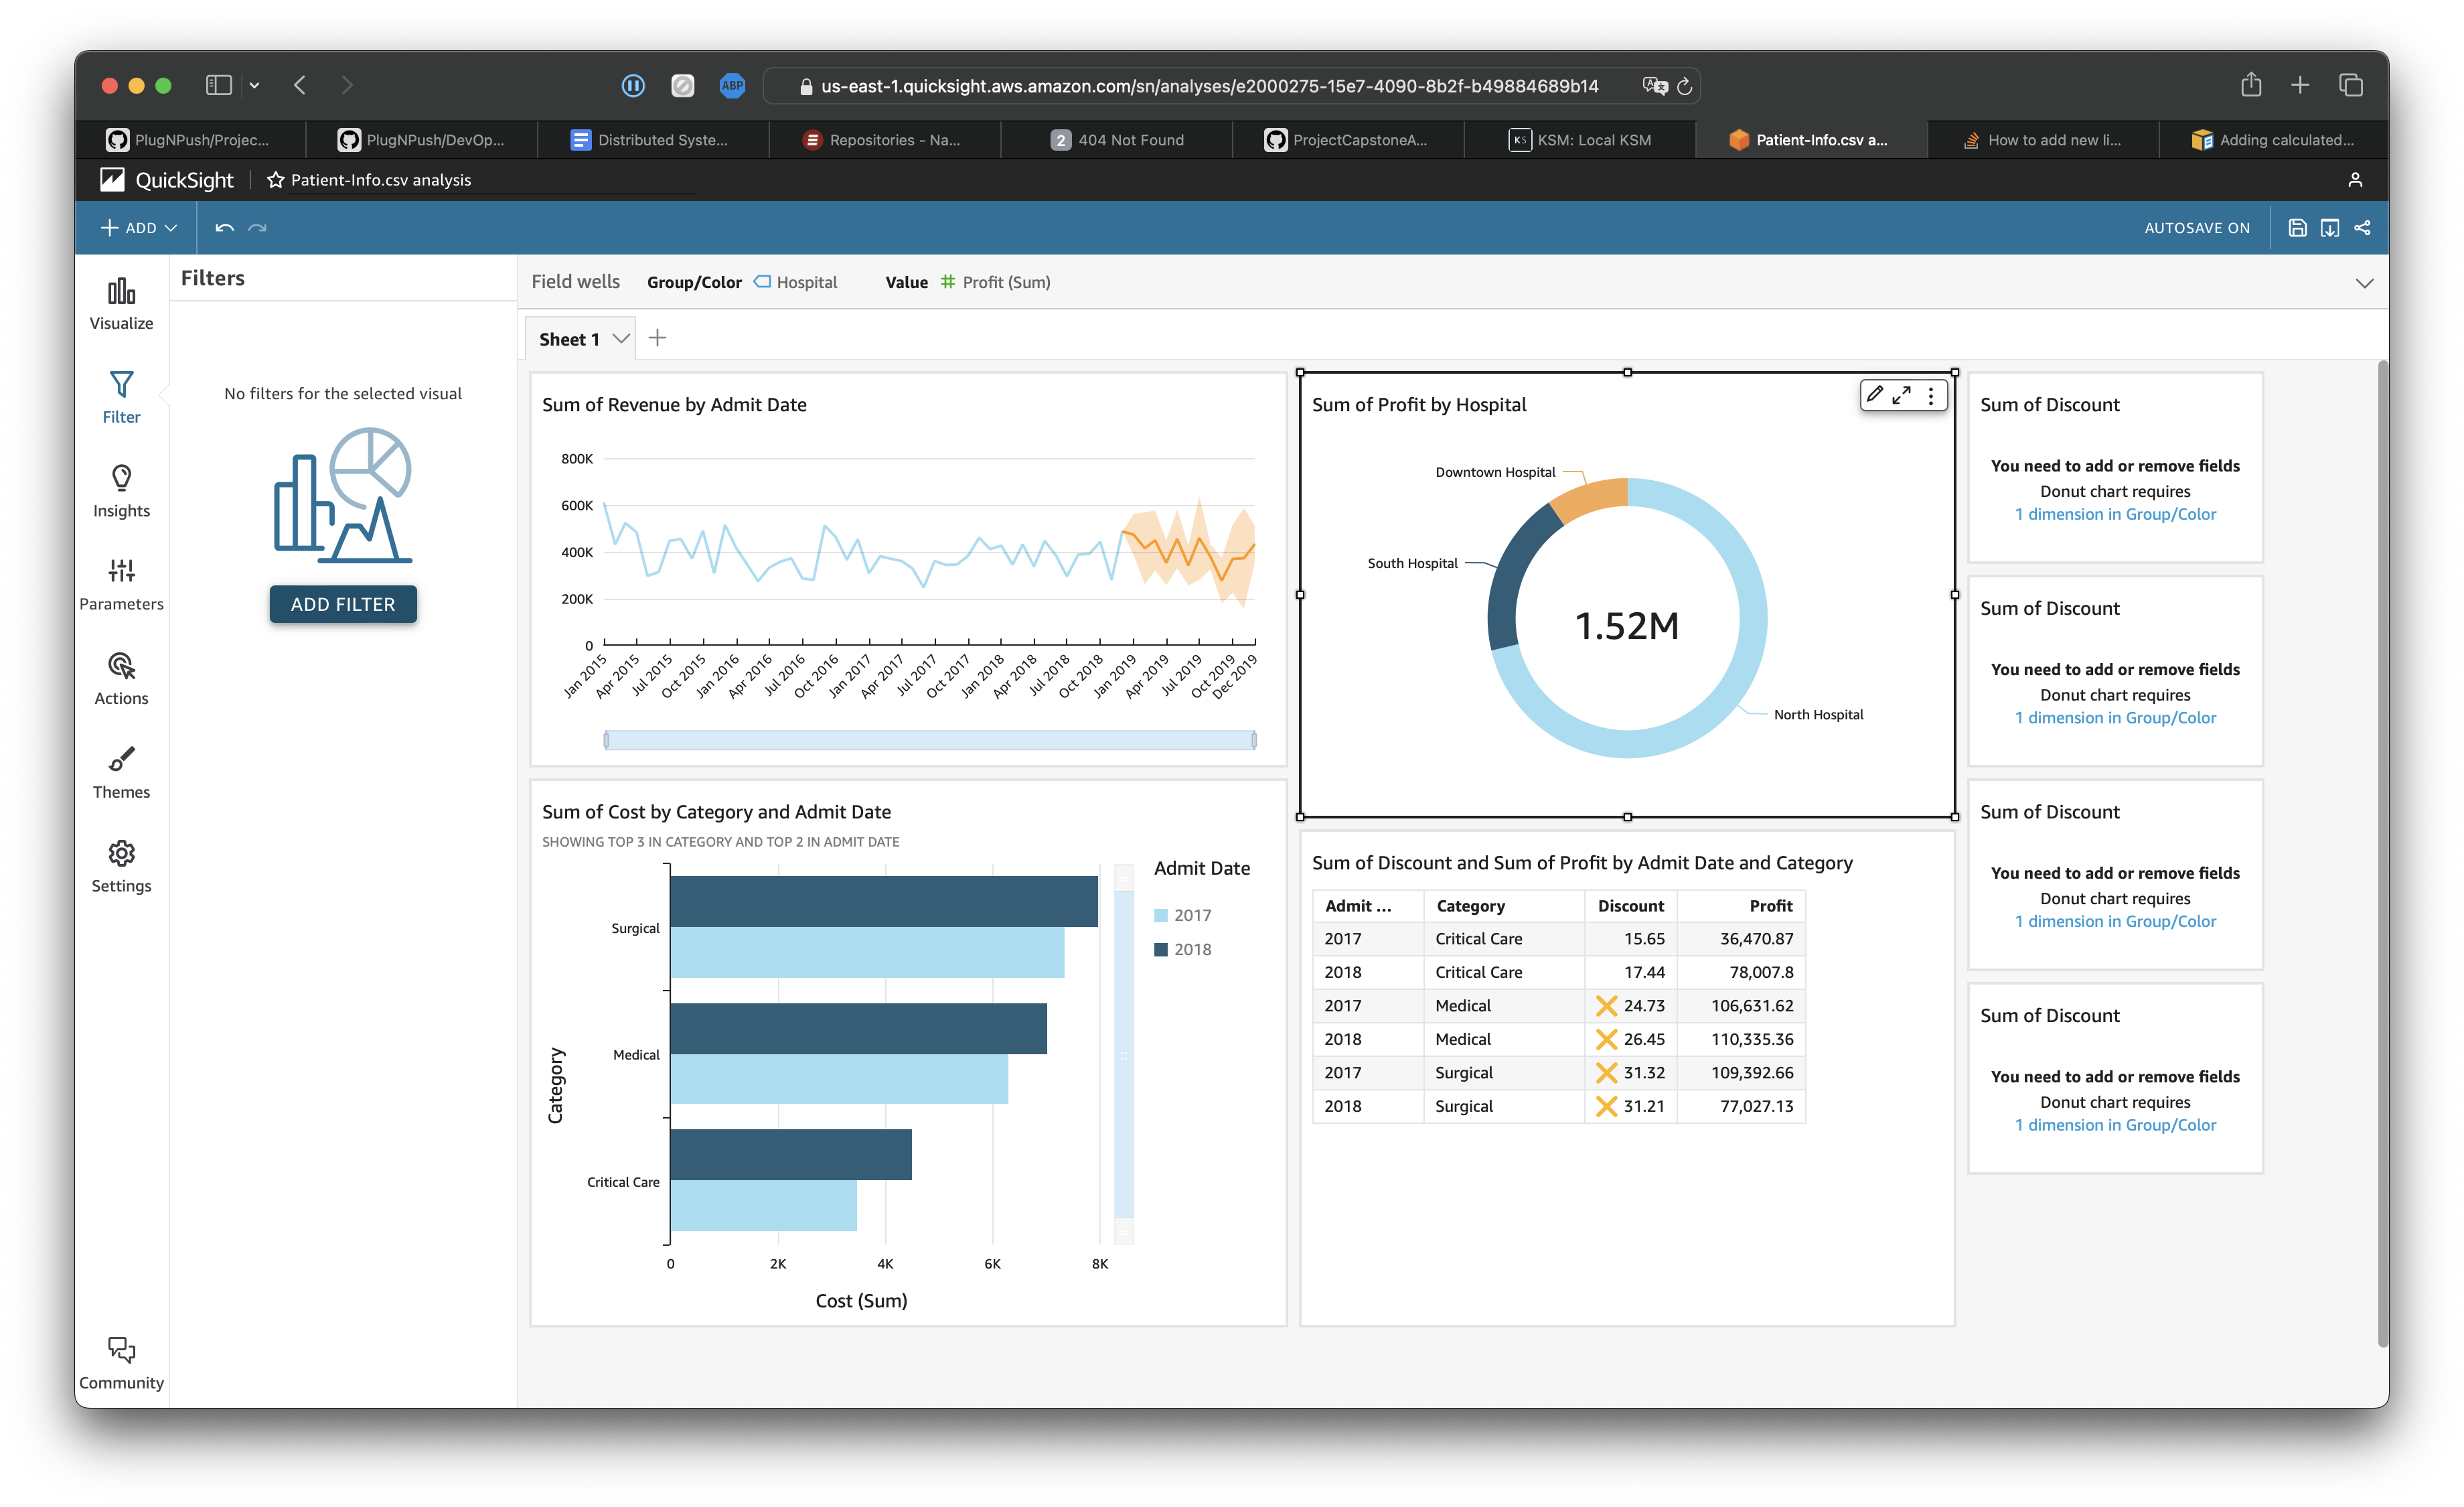 ABP
us-east-1.quicksight.aws.amazon.com/sn/analyses/e2000275-15e7-4090-8b2f-b49884689b14
PlugNPush/Projec...
PlugNPush/DevOp...
Distributed Syste...
Repositories - Na...
2 404 Not Found
ProjectCapstoneA...
KS KSM: Local KSM
Patient-Info.csv a...
How to add new li...
Adding calculated...
QuickSight
Patient-Info.csv analysis
ADD
AUTOSAVE ON
Visualize
Filter
Insights
Parameters
Actions
Themes
Settings
Community
Filters
No filters for the selected visual
ADD FILTER
Field wells Group/Color Hospital Value Profit (Sum)
Sheet 1
Sum of Revenue by Admit Date
800K
600K
400K
200K
0
Jan 2015
Apr 2015
Jul 2015
Oct 2015
Jan 2016
Apr 2016
Jul 2016
Oct 2016
Jan 2017
Apr 2017
Jul 2017
Oct 2017
Jan 2018
Apr 2018
Jul 2018
Oct 2018
Jan 2019
Apr 2019
Jul 2019
Oct 2019
Dec 2019
Sum of Profit by Hospital
Downtown Hospital
South Hospital
1.52M
North Hospital
Sum of Cost by Category and Admit Date
SHOWING TOP 3 IN CATEGORY AND TOP 2 IN ADMIT DATE
Category
Surgical
Medical
Critical Care
0 2K 4K 6K 8K
Cost (Sum)
Admit Date
2017
2018
Sum of Discount and Sum of Profit by Admit Date and Category
Admit ... Category Discount Profit
2017 Critical Care 15.65 36,470.87
2018 Critical Care 17.44 78,007.8
2017 Medical 24.73 106,631.62
2018 Medical 26.45 110,335.36
2017 Surgical 31.32 109,392.66
2018 Surgical 31.21 77,027.13
Sum of Discount
You need to add or remove fields
Donut chart requires
1 dimension in Group/Color
Sum of Discount
You need to add or remove fields
Donut chart requires
1 dimension in Group/Color
Sum of Discount
You need to add or remove fields
Donut chart requires
1 dimension in Group/Color
Sum of Discount
You need to add or remove fields
Donut chart requires
1 dimension in Group/Color